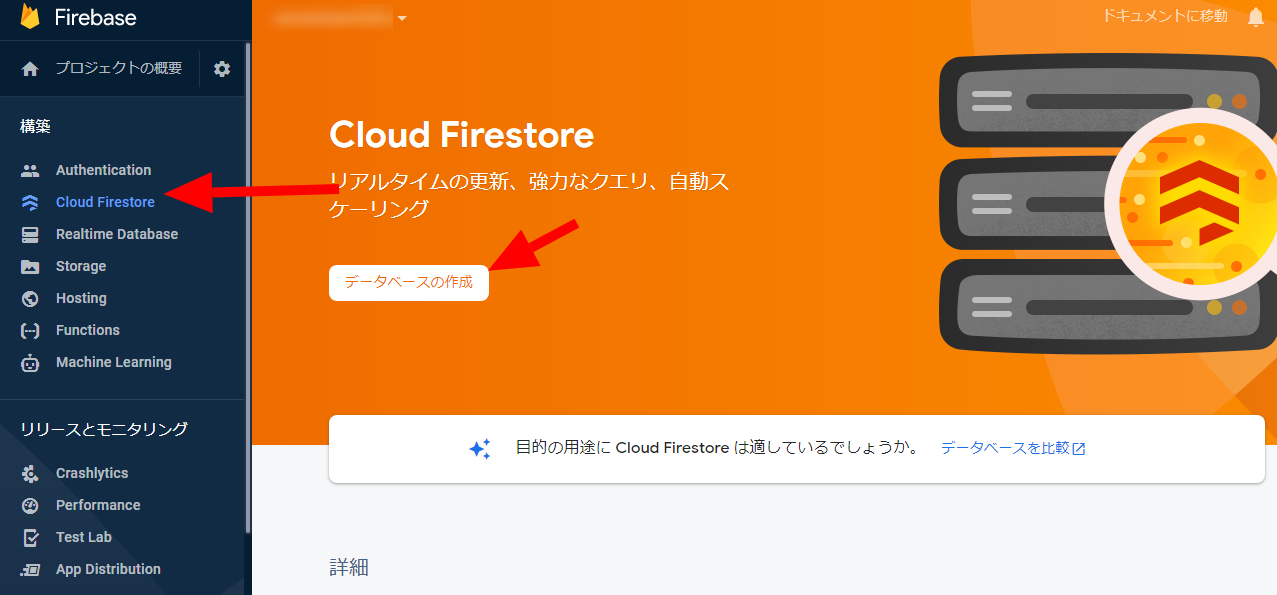 Firebase
プロジェクトの概要
構築
Authentication
Cloud Firestore
Realtime Database
Storage
Hosting
Functions
Machine Learning
リリースとモニタリング
Crashlytics
Performance
Test Lab
App Distribution
ドキュメントに移動
Cloud Firestore
リアルタイムの更新、強力なクエリ、自動ス
ケーリング
データベースの作成
目的の用途に Cloud Firestore は適しているでしょうか。 データベースを比較
詳細